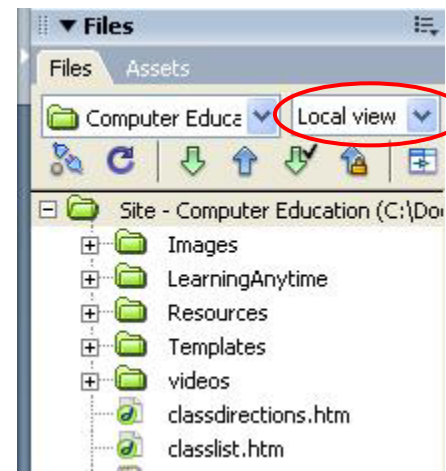 Files
Files Assets
Computer Educa Local view
Site - Computer Education (C:\Do
Images
LearningAnytime
Resources
Templates
videos
classdirections.htm
classlist.htm